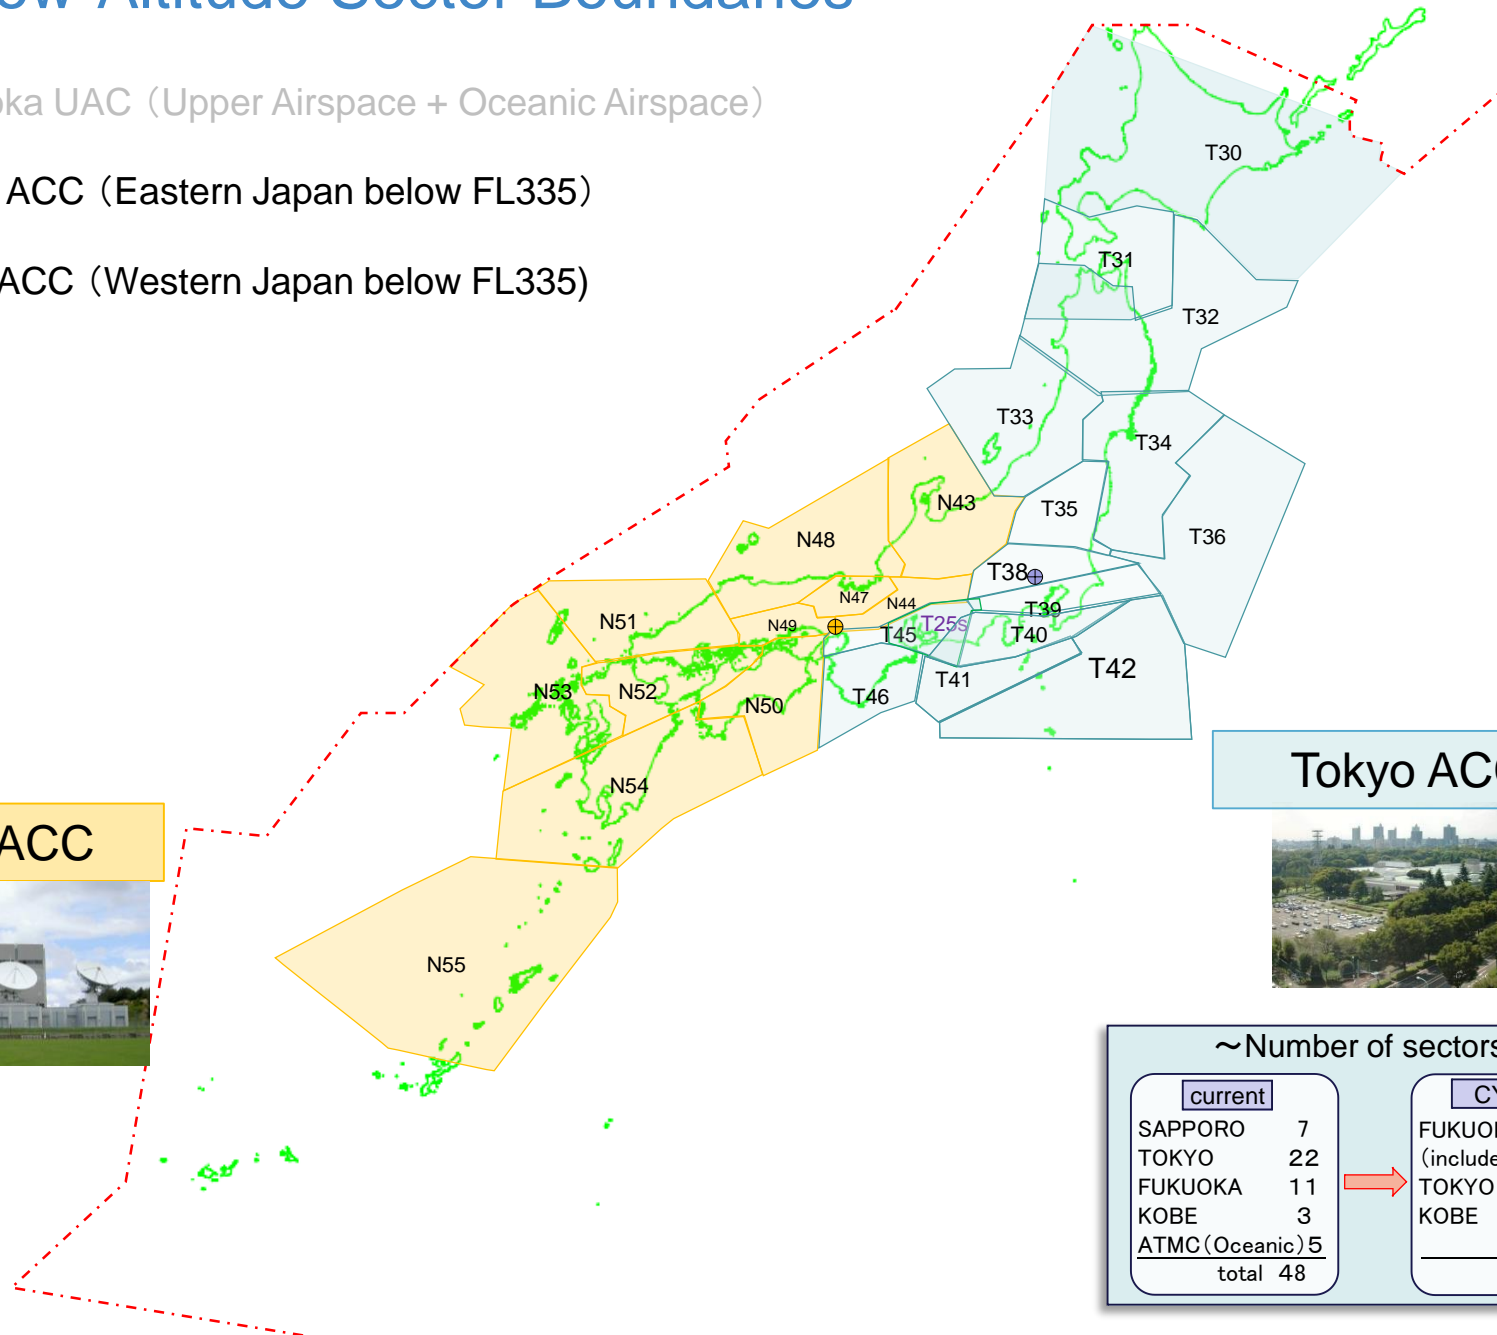 Altitude Sector Boundaries
UAC（Upper Airspace + Oceanic Airspace）
ACC（Eastern Japan below FL335）
ACC（Western Japan below FL335)
T30
T31
T32
T33
T34
N43
T35
T36
N48
T38
N47
N44
T39
N49
T45
T25s
T40
N51
T42
T41
N53
N52
T46
N50
N54
Tokyo
ACC
N55
～Number of sectors
current
SAPPORO 7
TOKYO 22
FUKUOKA 11
KOBE 3
ATMC(Oceanic)5
total 48
TOKYO
KOBE